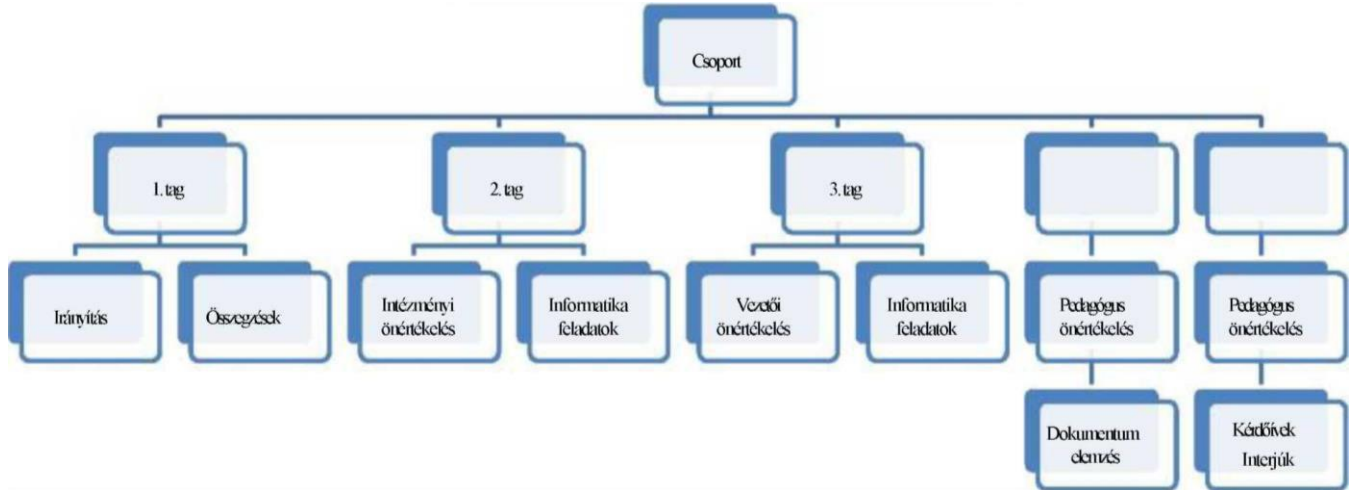 Csoport
1. tag
2. tag
3. tag
Irányítás
Összegzések
Intézményi
önértékelés
Informatika
feladatok
Vezetői
önértékelés
Informatika
feladatok
Pedagógus
önértékelés
Pedagógus
önértékelés
Dokumentum
elemzés
Kérdőívek
Interjúk